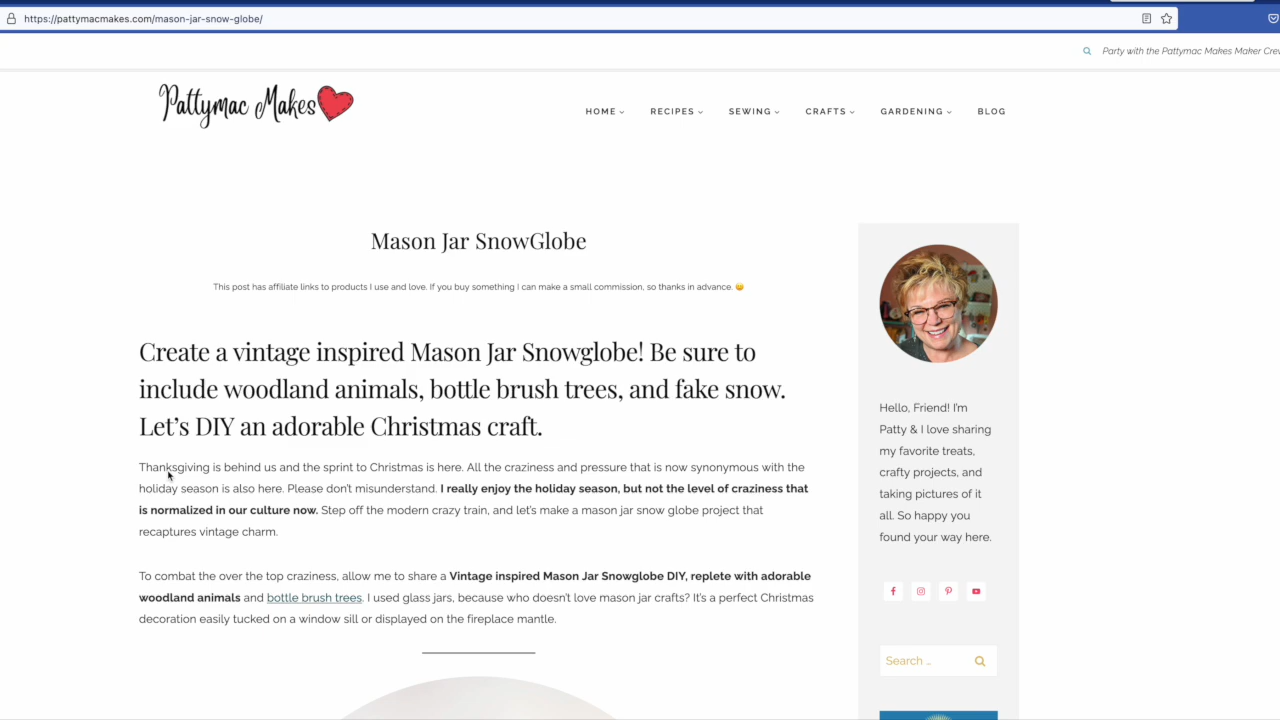 https://pattymacmakes.com/mason-jar-snow-globe/
Party with the Pattymac Makes Maker Crew
Pattymac Makes
HOME RECIPES SEWING CRAFTS GARDENING BLOG
Mason Jar SnowGlobe
This post has affiliate links to products I use and love. If you buy something I can make a small commission, so thanks in advance. 😀
Create a vintage inspired Mason Jar Snowglobe! Be sure to
include woodland animals, bottle brush trees, and fake snow.
Let's DIY an adorable Christmas craft.
Thanksgiving is behind us and the sprint to Christmas is here. All the craziness and pressure that is now synonymous with the
holiday season is also here. Please don't misunderstand. I really enjoy the holiday season, but not the level of craziness that
is normalized in our culture now. Step off the modern crazy train, and let's make a mason jar snow globe project that
recaptures vintage charm.
To combat the over the top craziness, allow me to share a Vintage inspired Mason Jar Snowglobe DIY, replete with adorable
woodland animals and bottle brush trees. I used glass jars, because who doesn't love mason jar crafts? It's a perfect Christmas
decoration easily tucked on a window sill or displayed on the fireplace mantle.
Hello, Friend! I'm
Patty & I love sharing
my favorite treats,
crafty projects, and
taking pictures of it
all. So happy you
found your way here.
Search ...